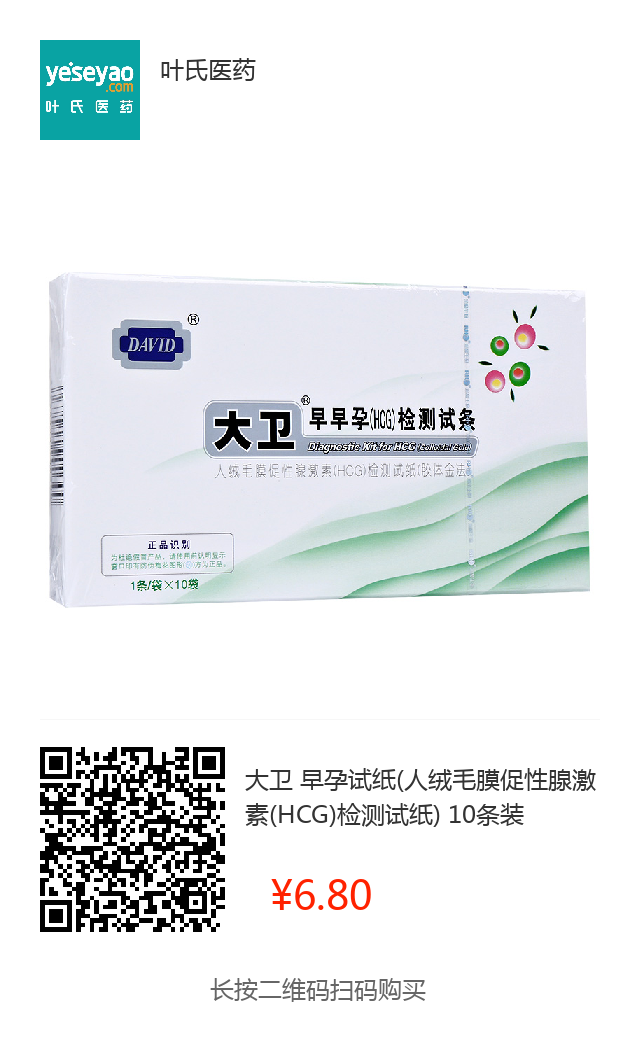 yeseyao
.com
叶氏医药
叶氏医药
DAVID
®
大卫
®
早早孕(HCG)检测试条
Diagnostic Kit for HCG (Colloidal Gold)
人绒毛膜促性腺激素(HCG)检测试纸(胶体金法)
正品识别
1条/袋×10袋
大卫 早孕试纸(人绒毛膜促性腺激
素(HCG)检测试纸) 10条装
¥6.80
长按二维码扫码购买